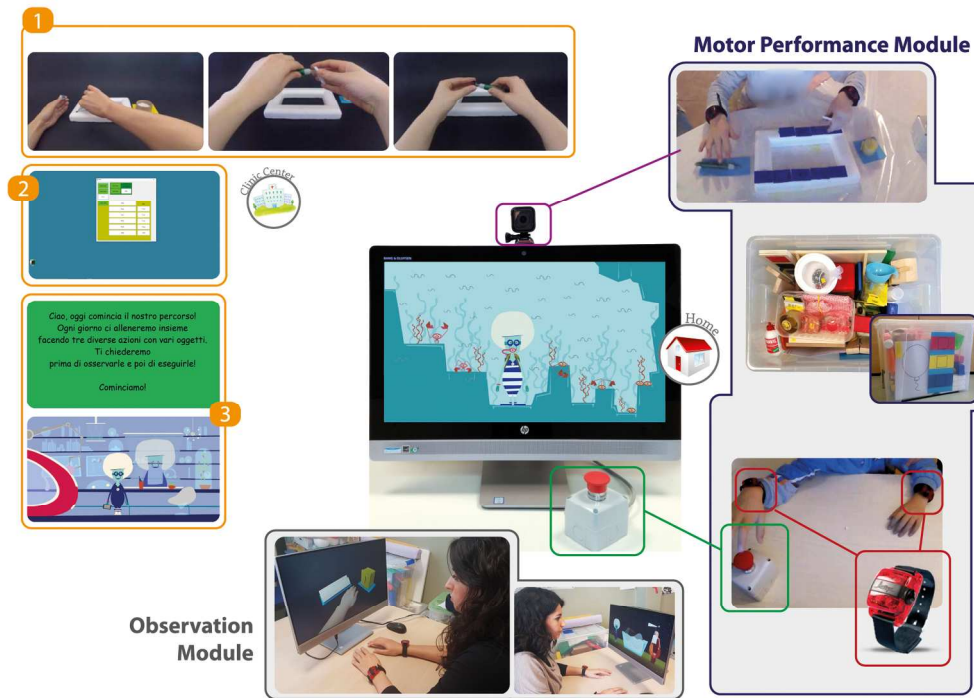 1
Motor Performance Module
2
Clinic Center
Ciao, oggi comincia il nostro percorso!
Ogni giorno ci alleneremo insieme
facendo tre diverse azioni con vari oggetti.
Ti chiederemo
prima di osservarle e poi di eseguirle!
Cominciamo!
3
BANG & OLUFSEN
Home
hp
Observation
Module